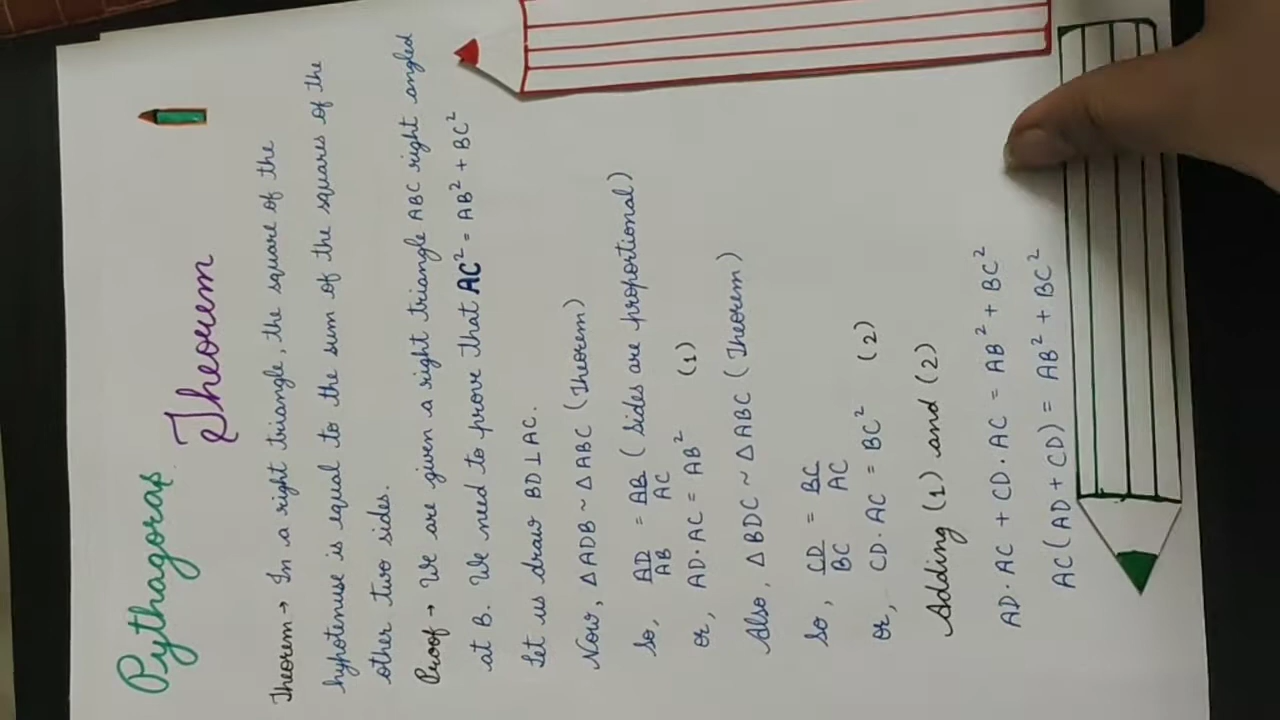 Pythagoras
Theorem
Theorem → In a right triangle, the square of the
hypotenuse is equal to the sum of the squares of the
other two sides.
Proof → We are given a right triangle ABC right angled
at B. We need to prove that AC² = AB² + BC²
Let us draw BD ⊥ AC.
Now, △ADB ~ △ABC (Theorem)
So, AD/AB = AB/AC (Sides are proportional)
or, AD·AC = AB² (1)
Also, △BDC ~ △ABC (Theorem)
So, CD/BC = BC/AC
or, CD·AC = BC² (2)
Adding (1) and (2)
AD·AC + CD·AC = AB² + BC²
AC(AD + CD) = AB² + BC²